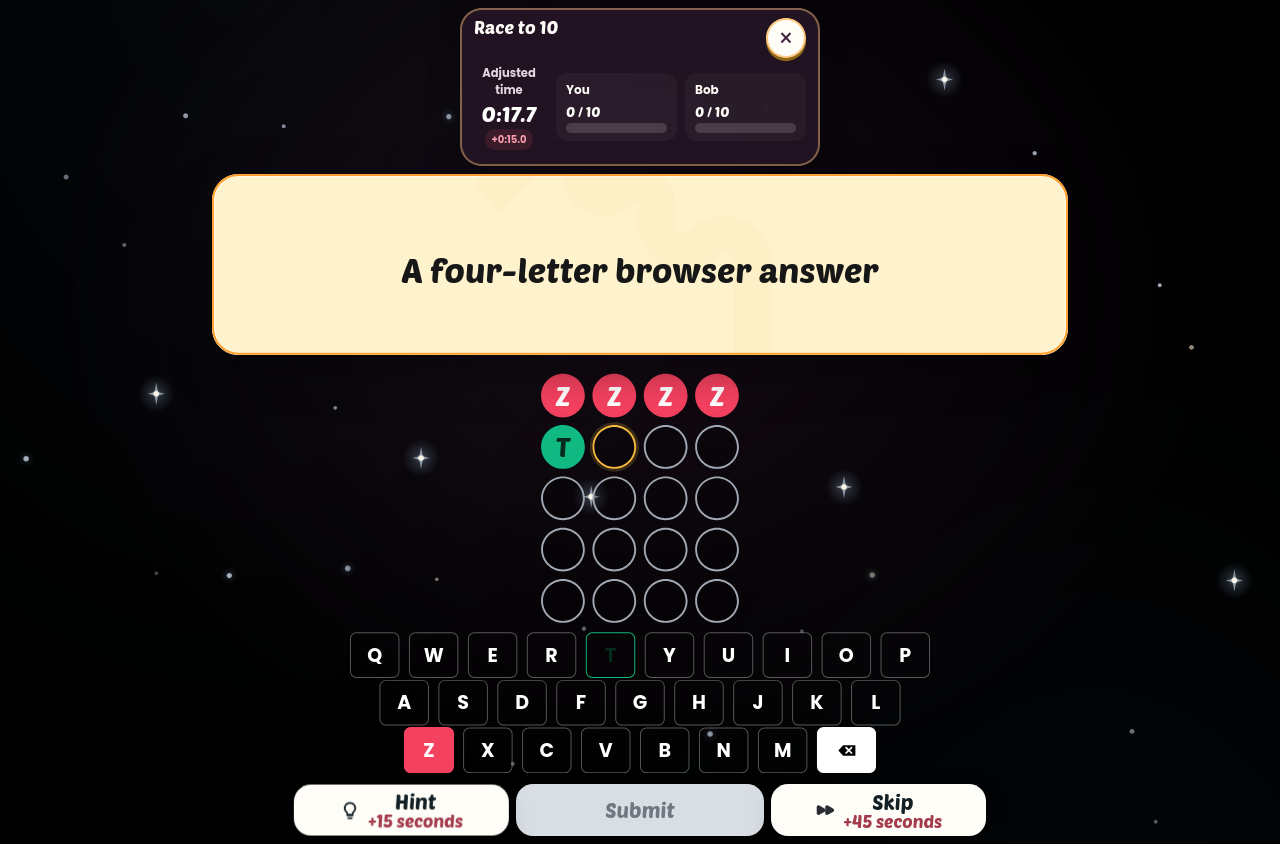 Race to 10
×
Adjusted
time
0:17.7
+0:15.0
You
0 / 10
Bob
0 / 10
A four-letter browser answer
Z Z Z Z
T
Q W E R T Y U I O P
A S D F G H J K L
Z X C V B N M
Hint
+15 seconds
Submit
Skip
+45 seconds